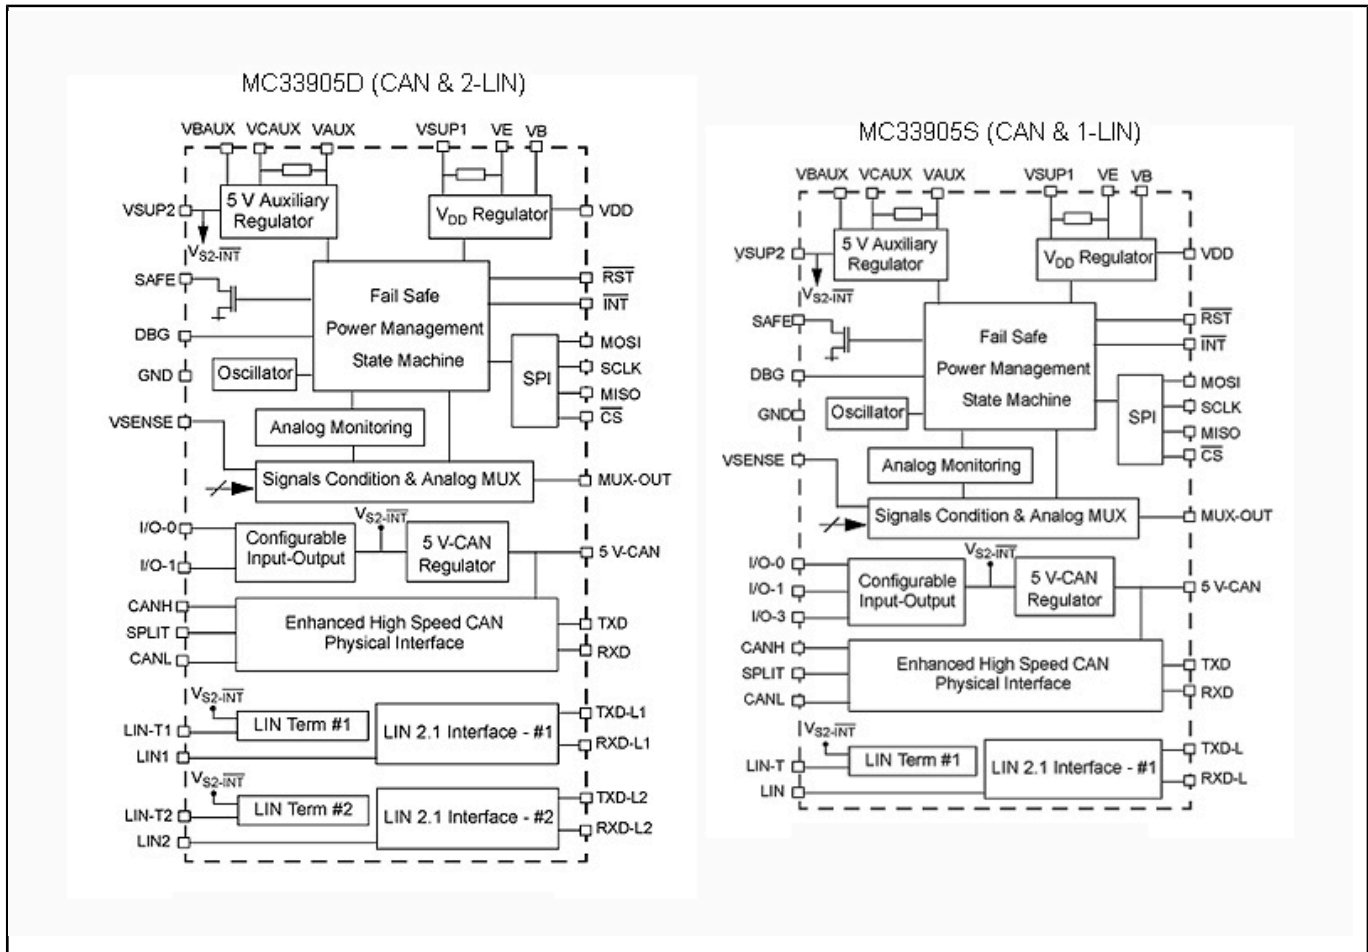 MC33905D (CAN & 2-LIN)
VBAUX VCAUX VAUX VSUP1 VE VB
5 V Auxiliary
Regulator
VDD Regulator
VSUP2
VDD
VS2-INT
SAFE
RST
INT
Fail Safe
Power Management
State Machine
DBG
MOSI
SCLK
MISO
CS
SPI
GND
Oscillator
VSENSE
Analog Monitoring
Signals Condition & Analog MUX
MUX-OUT
VS2-INT
I/O-0
I/O-1
Configurable
Input-Output
5 V-CAN
Regulator
5 V-CAN
CANH
SPLIT
CANL
Enhanced High Speed CAN
Physical Interface
TXD
RXD
VS2-INT
LIN Term #1
LIN-T1
LIN1
LIN 2.1 Interface - #1
TXD-L1
RXD-L1
VS2-INT
LIN Term #2
LIN-T2
LIN2
LIN 2.1 Interface - #2
TXD-L2
RXD-L2
MC33905S (CAN & 1-LIN)
VBAUX VCAUX VAUX VSUP1 VE VB
5 V Auxiliary
Regulator
VDD Regulator
VSUP2
VDD
VS2-INT
SAFE
RST
INT
Fail Safe
Power Management
State Machine
DBG
MOSI
SCLK
MISO
CS
SPI
GND
Oscillator
VSENSE
Analog Monitoring
Signals Condition & Analog MUX
MUX-OUT
VS2-INT
I/O-0
I/O-1
I/O-3
Configurable
Input-Output
5 V-CAN
Regulator
5 V-CAN
CANH
SPLIT
CANL
Enhanced High Speed CAN
Physical Interface
TXD
RXD
VS2-INT
LIN Term #1
LIN-T
LIN
LIN 2.1 Interface - #1
TXD-L
RXD-L